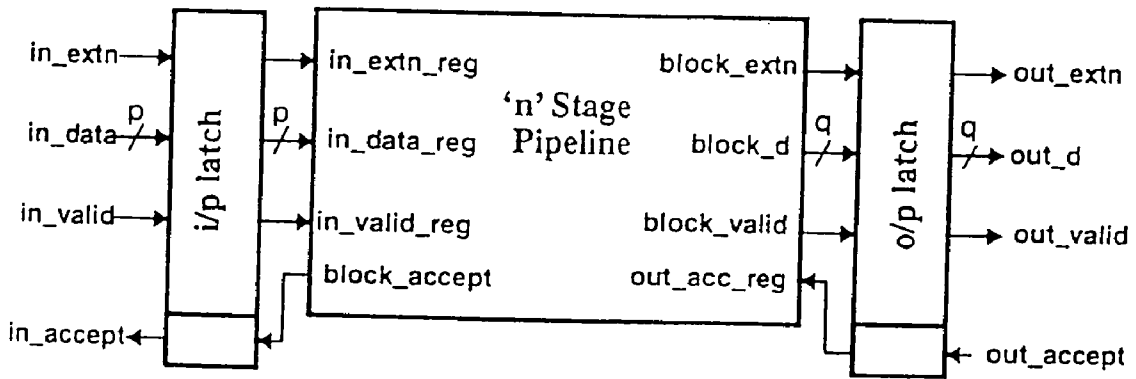 in_extn
in_data
p
in_valid
in_accept
i/p latch
p
in_extn_reg
in_data_reg
in_valid_reg
block_accept
‘n’ Stage
Pipeline
block_extn
block_d
block_valid
out_acc_reg
q
o/p latch
q
out_extn
out_d
out_valid
out_accept